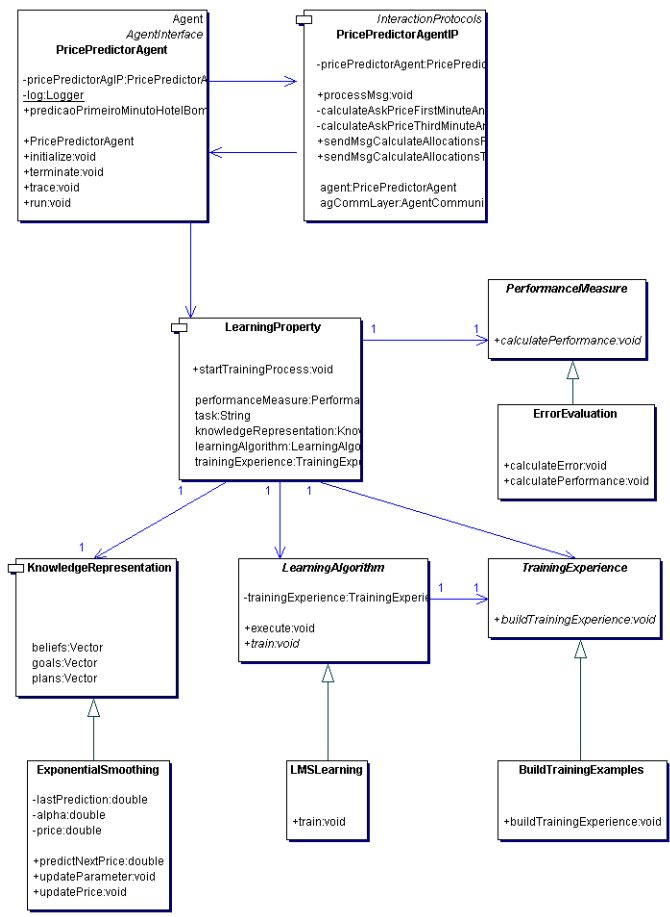 Agent
AgentInterface
PricePredictorAgent
-pricePredictorAgIP:PricePredictorA
-log:Logger
+predicaoPrimeiroMinutoHotelBom
+PricePredictorAgent
+initialize:void
+terminate:void
+trace:void
+run:void
InteractionProtocols
PricePredictorAgentIP
-pricePredictorAgent:PricePredic
+processMsg:void
-calculateAskPriceFirstMinuteAn
-calculateAskPriceThirdMinuteAn
+sendMsgCalculateAllocationsF
+sendMsgCalculateAllocationsT
agent:PricePredictorAgent
agCommLayer:AgentCommuni
LearningProperty
+startTrainingProcess:void
performanceMeasure:Performa
task:String
knowledgeRepresentation:Know
learningAlgorithm:LearningAlgo
trainingExperience:TrainingExpe
1
1
PerformanceMeasure
+calculatePerformance:void
ErrorEvaluation
+calculateError:void
+calculatePerformance:void
1
1
1
1
KnowledgeRepresentation
beliefs:Vector
goals:Vector
plans:Vector
LearningAlgorithm
-trainingExperience:TrainingExperie
+execute:void
+train:void
1
1
TrainingExperience
+buildTrainingExperience:void
ExponentialSmoothing
-lastPrediction:double
-alpha:double
-price:double
+predictNextPrice:double
+updateParameter:void
+updatePrice:void
LMSLearning
+train:void
BuildTrainingExamples
+buildTrainingExperience:void